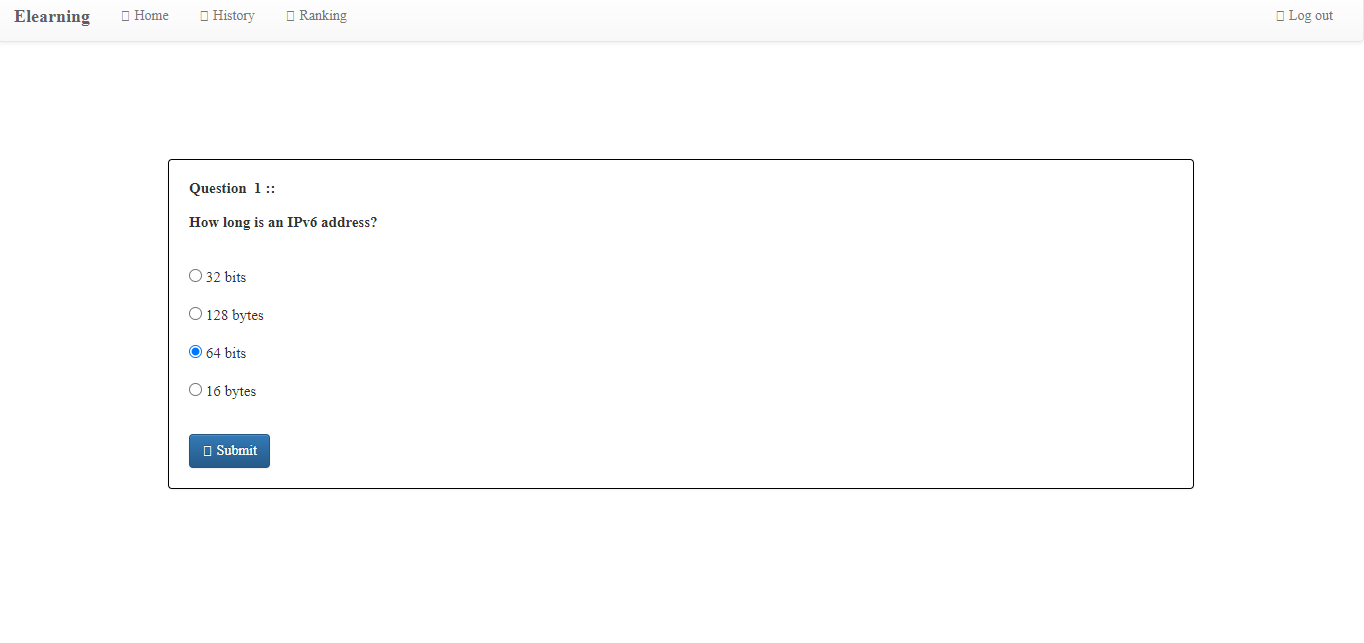 Elearning Home History Ranking Log out
Question 1 ::
How long is an IPv6 address?
32 bits
128 bytes
64 bits
16 bytes
Submit